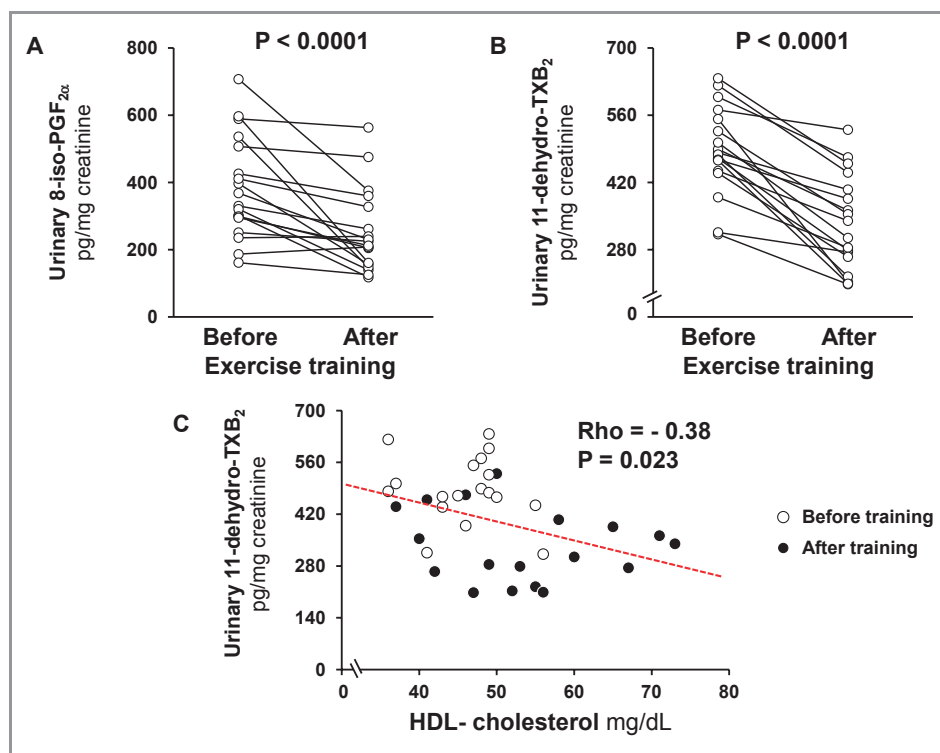 A
P < 0.0001
Urinary 8-iso-PGF2α
pg/mg creatinine
800
600
400
200
0
Before
After
Exercise training
B
P < 0.0001
Urinary 11-dehydro-TXB2
pg/mg creatinine
700
560
420
280
0
Before
After
Exercise training
C
Urinary 11-dehydro-TXB2
pg/mg creatinine
700
560
420
280
140
0
Rho = - 0.38
P = 0.023
Before training
After training
0
40
50
60
70
80
HDL- cholesterol mg/dL